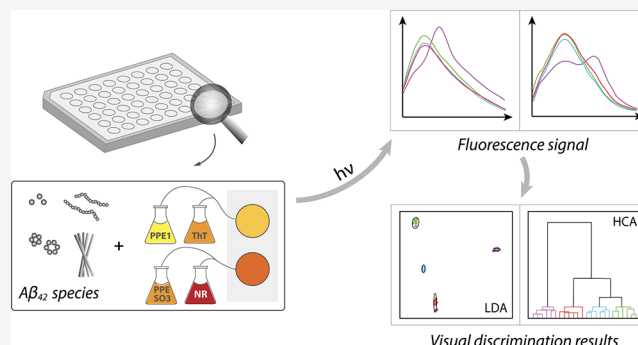 Fluorescence signal
hν
PPE1
ThT
+
PPE
SO3
NR
Aβ42 species
LDA
HCA
Visual discrimination results